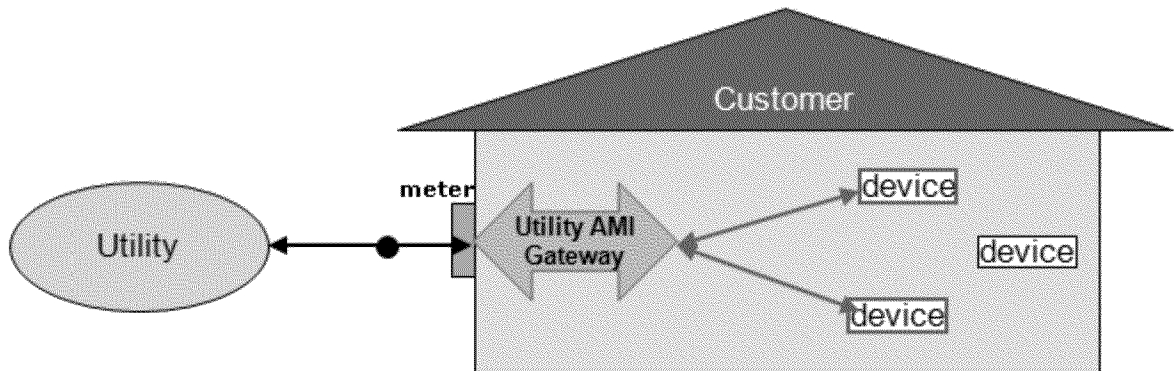 Customer
meter
device
Utility AMI
Utility
Gateway
device
device